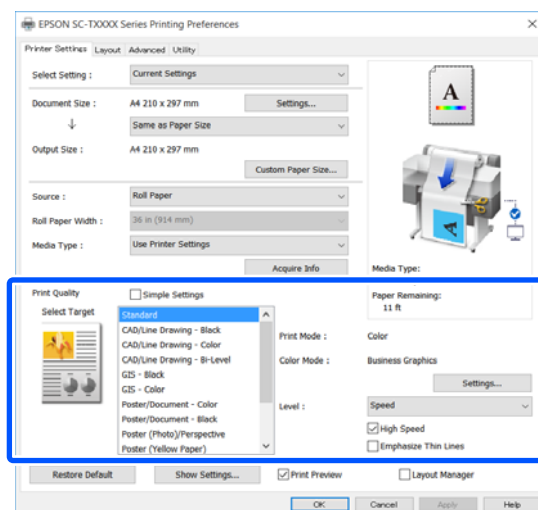 EPSON SC-TXXXX Series Printing Preferences
Printer Settings Layout Advanced Utility
Select Setting : Current Settings
Document Size : A4 210 x 297 mm Settings...
Same as Paper Size
Output Size : A4 210 x 297 mm
Custom Paper Size...
Source : Roll Paper
Roll Paper Width : 36 in (914 mm)
Media Type : Use Printer Settings
Acquire Info Media Type:
Print Quality Simple Settings Paper Remaining:
11 ft
Select Target Standard
CAD/Line Drawing - Black Print Mode : Color
CAD/Line Drawing - Color
CAD/Line Drawing - Bi-Level Color Mode : Business Graphics
GIS - Black
GIS - Color Settings...
Poster/Document - Color Level : Speed
Poster/Document - Black
Poster (Photo)/Perspective High Speed
Poster (Yellow Paper) Emphasize Thin Lines
Restore Default Show Settings... Print Preview Layout Manager
OK Cancel Apply Help
A
A